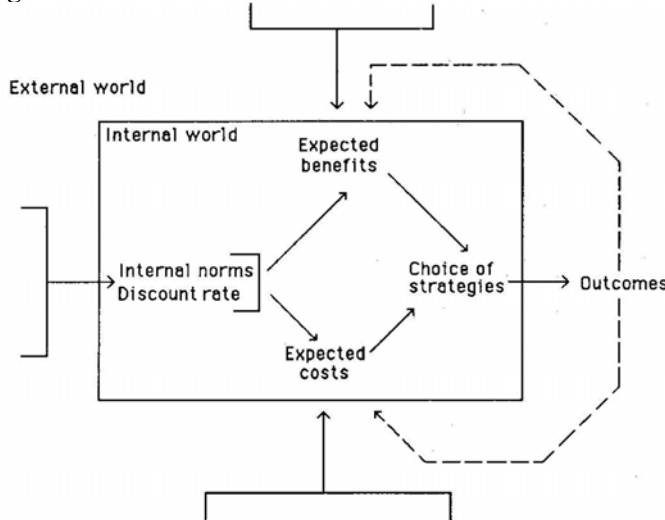 External world
Internal world
Expected
benefits
Internal norms
Discount rate
Choice of
strategies
Outcomes
Expected
costs